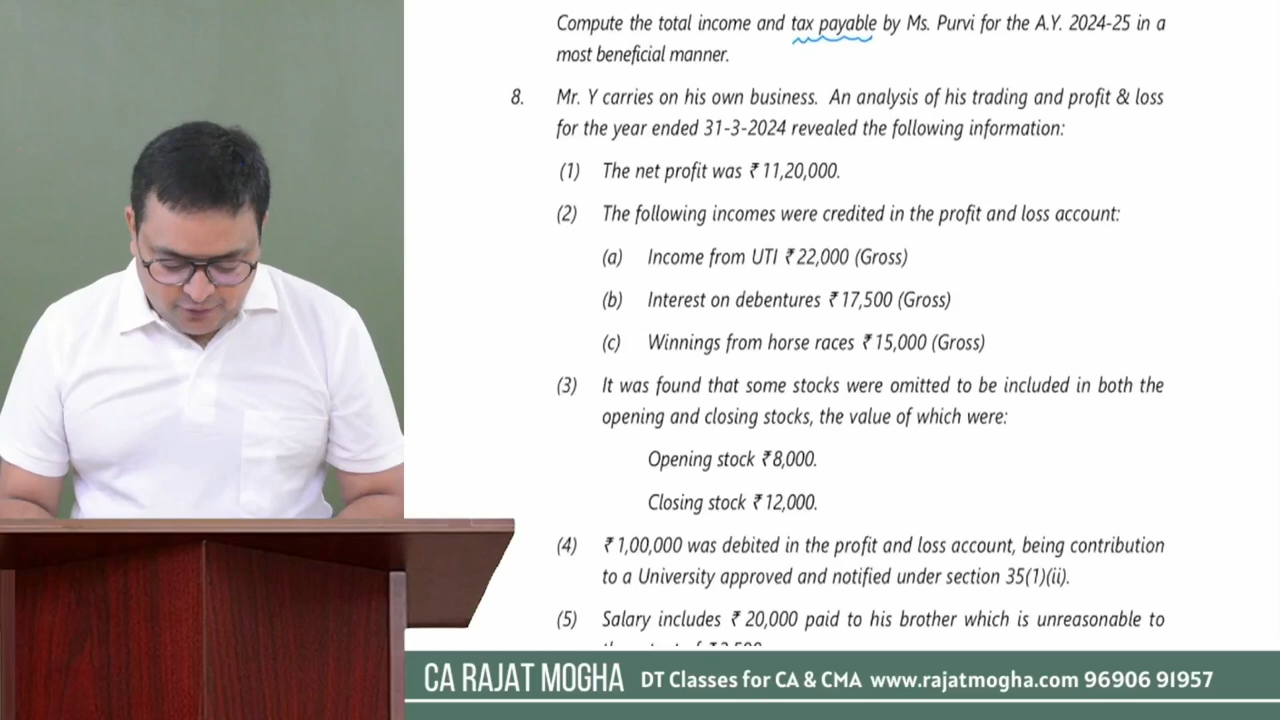 Compute the total income and tax payable by Ms. Purvi for the A.Y. 2024-25 in a
most beneficial manner.
8. Mr. Y carries on his own business. An analysis of his trading and profit & loss
for the year ended 31-3-2024 revealed the following information:
(1) The net profit was ₹ 11,20,000.
(2) The following incomes were credited in the profit and loss account:
(a) Income from UTI ₹ 22,000 (Gross)
(b) Interest on debentures ₹ 17,500 (Gross)
(c) Winnings from horse races ₹ 15,000 (Gross)
(3) It was found that some stocks were omitted to be included in both the
opening and closing stocks, the value of which were:
Opening stock ₹ 8,000.
Closing stock ₹ 12,000.
(4) ₹ 1,00,000 was debited in the profit and loss account, being contribution
to a University approved and notified under section 35(1)(ii).
(5) Salary includes ₹ 20,000 paid to his brother which is unreasonable to
CA RAJAT MOGHA DT Classes for CA & CMA www.rajatmogha.com 96906 91957